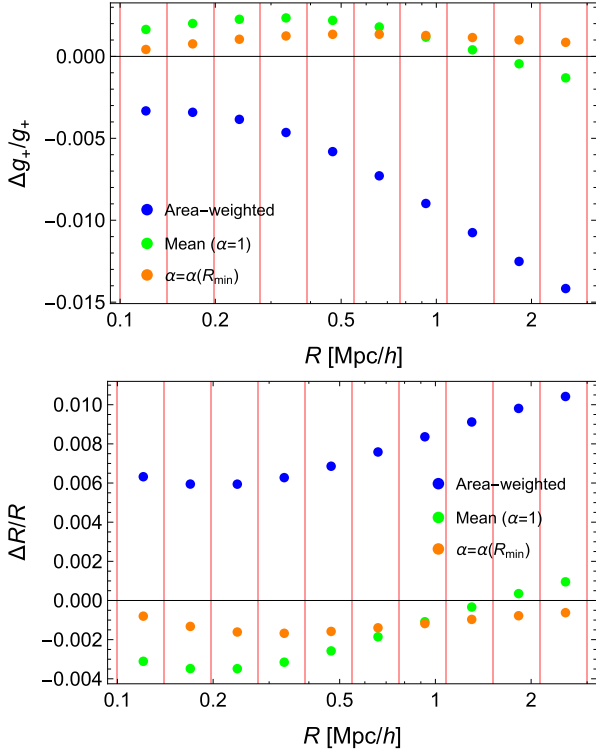 0.000
-0.005
-0.010
-0.015
Δg₊/g₊
Area-weighted
Mean (α=1)
α=α(R_min)
0.1 0.2 0.5 1 2
R [Mpc/h]
0.010
0.008
0.006
0.004
0.002
0.000
-0.002
-0.004
ΔR/R
Area-weighted
Mean (α=1)
α=α(R_min)
0.1 0.2 0.5 1 2
R [Mpc/h]